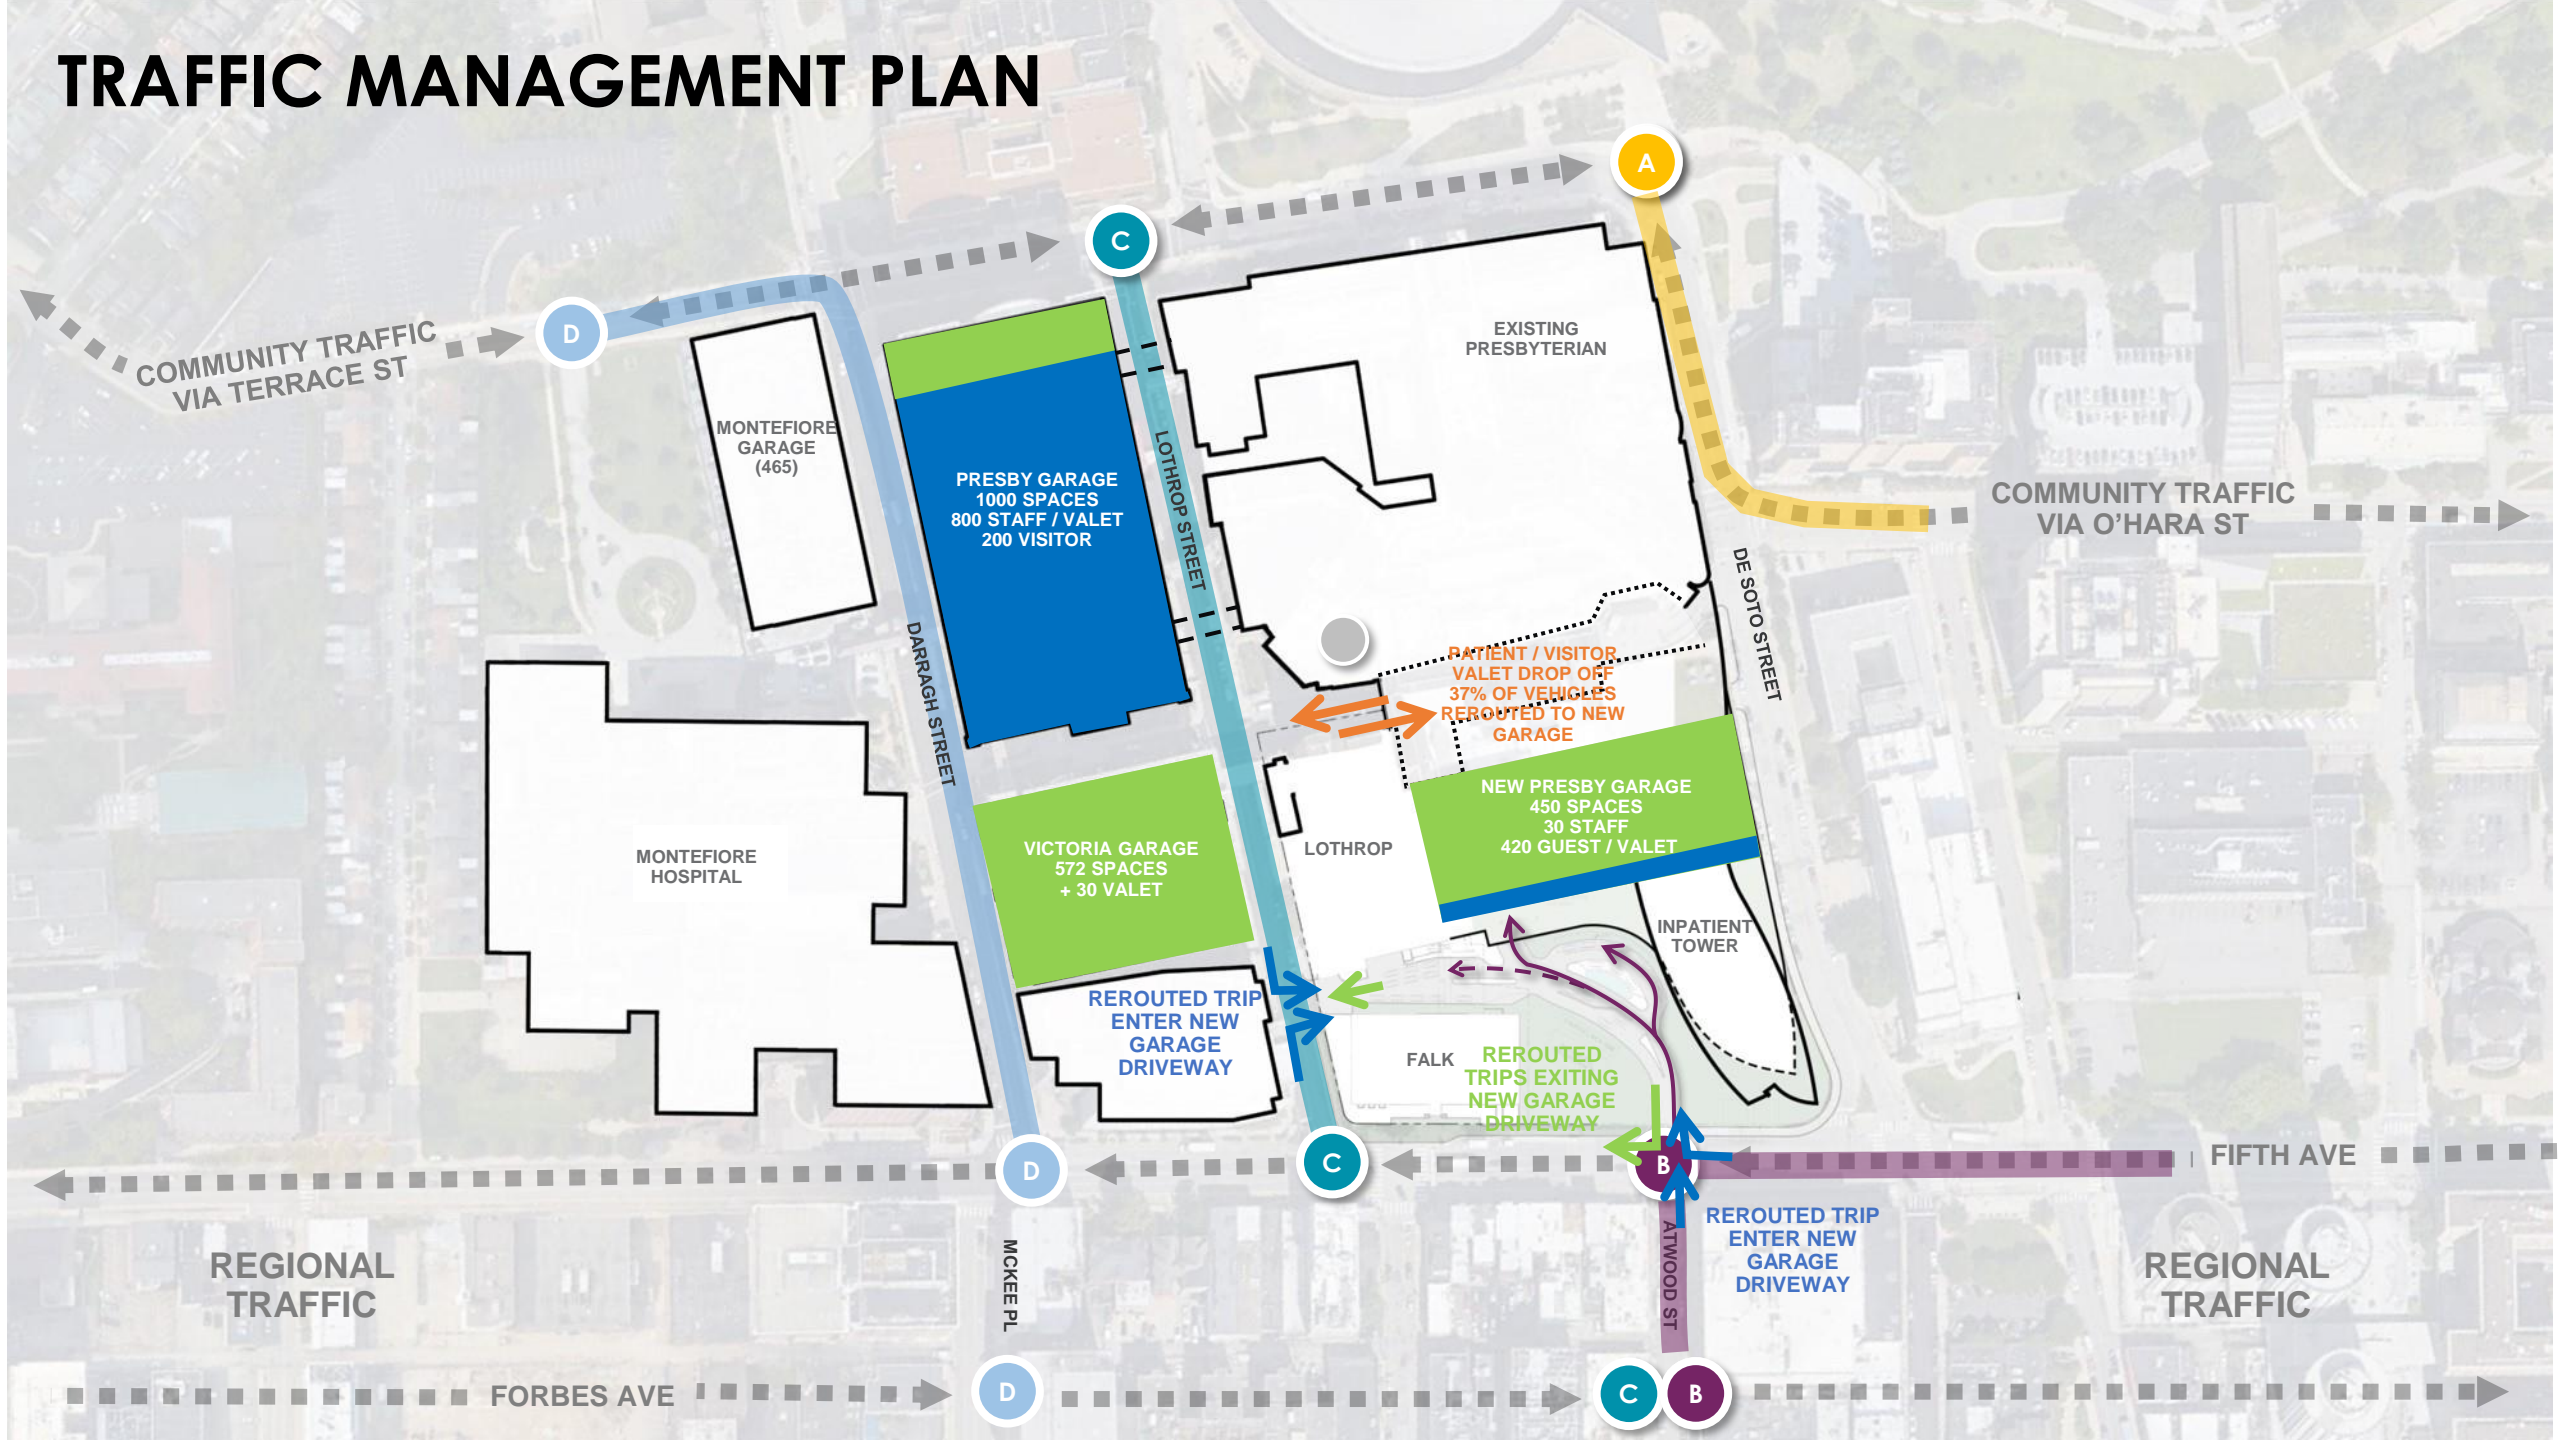 TRAFFIC MANAGEMENT PLAN
A
C
D
COMMUNITY TRAFFIC
VIA TERRACE ST
EXISTING
PRESBYTERIAN
MONTEFIORE
GARAGE
(465)
PRESBY GARAGE
1000 SPACES
800 STAFF / VALET
200 VISITOR
LOTHROP STREET
COMMUNITY TRAFFIC
VIA O'HARA ST
DE SOTO STREET
DARRAGH STREET
PATIENT / VISITOR
VALET DROP OFF
37% OF VEHICLES
REROUTED TO NEW
GARAGE
NEW PRESBY GARAGE
450 SPACES
30 STAFF
420 GUEST / VALET
MONTEFIORE
HOSPITAL
VICTORIA GARAGE
572 SPACES
+ 30 VALET
LOTHROP
INPATIENT
TOWER
REROUTED TRIP
ENTER NEW
GARAGE
DRIVEWAY
FALK
REROUTED
TRIPS EXITING
NEW GARAGE
DRIVEWAY
D
C
B
FIFTH AVE
REROUTED TRIP
ENTER NEW
GARAGE
DRIVEWAY
REGIONAL
TRAFFIC
MCKEE PL
ATWOOD ST
REGIONAL
TRAFFIC
FORBES AVE
D
C
B